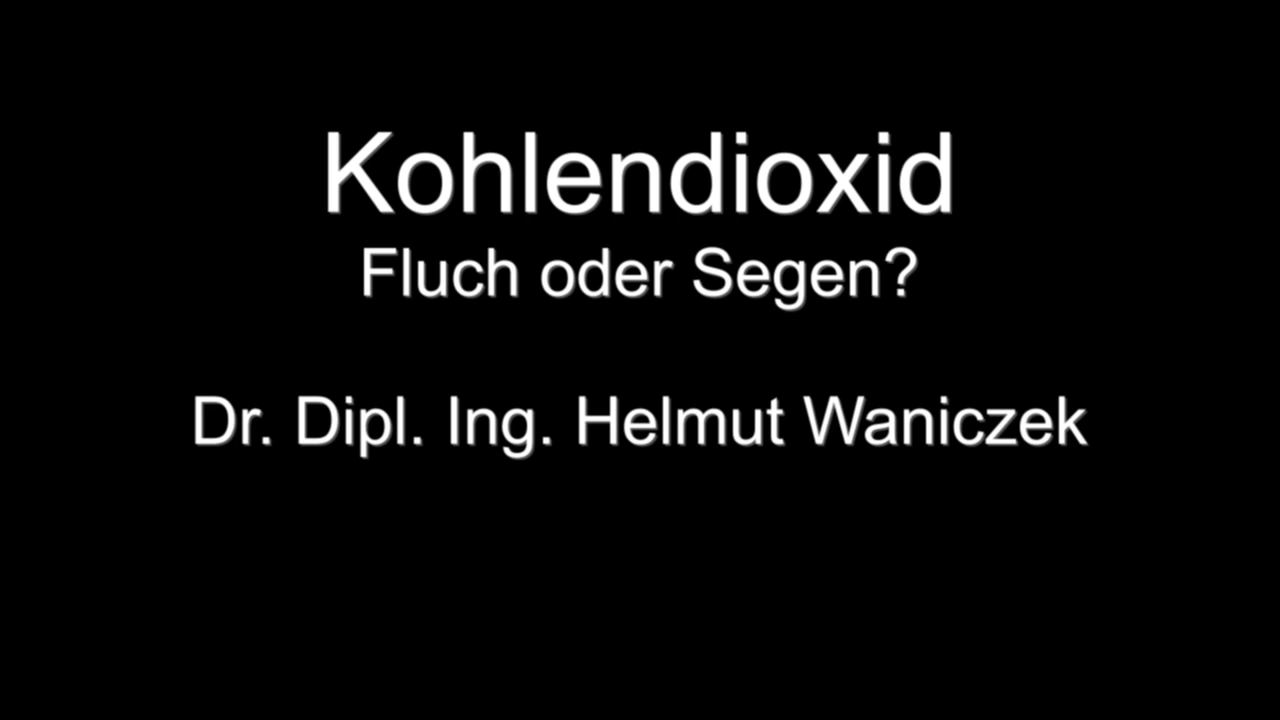 Kohlendioxid
Fluch oder Segen?
Dr. Dipl. Ing. Helmut Waniczek